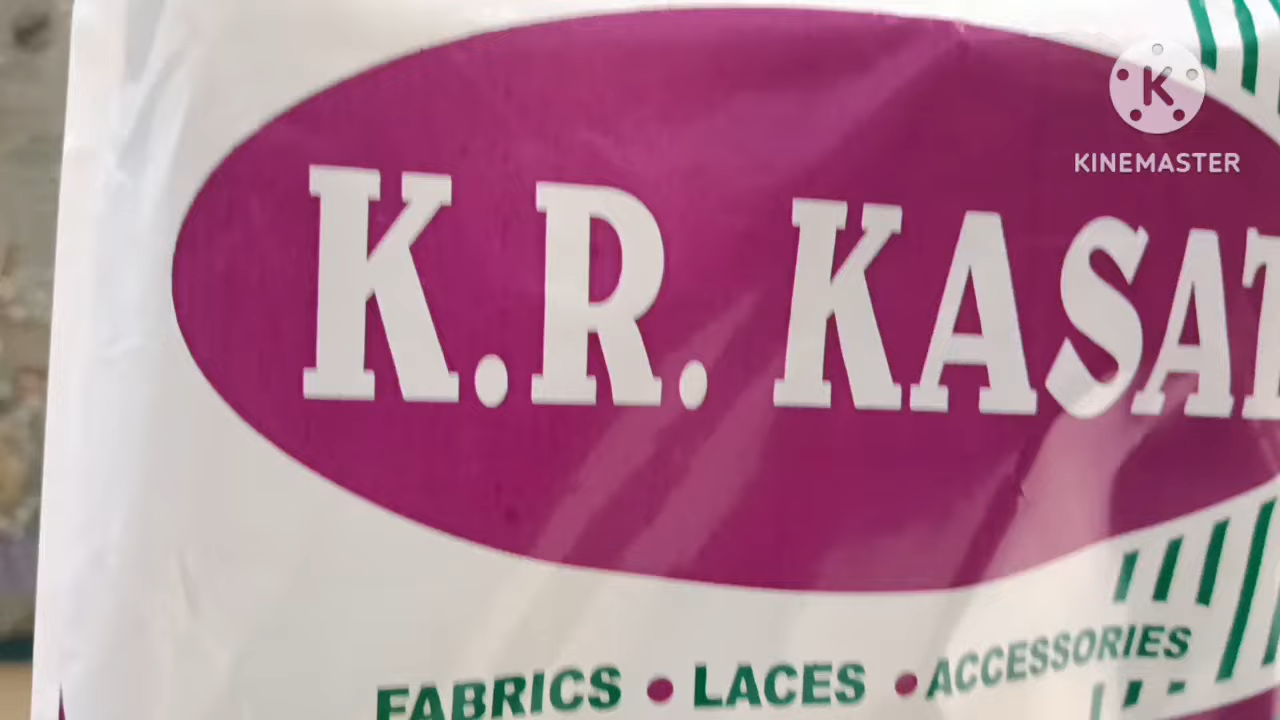 K
KINEMASTER
K.R. KASAT
FABRICS • LACES • ACCESSORIES